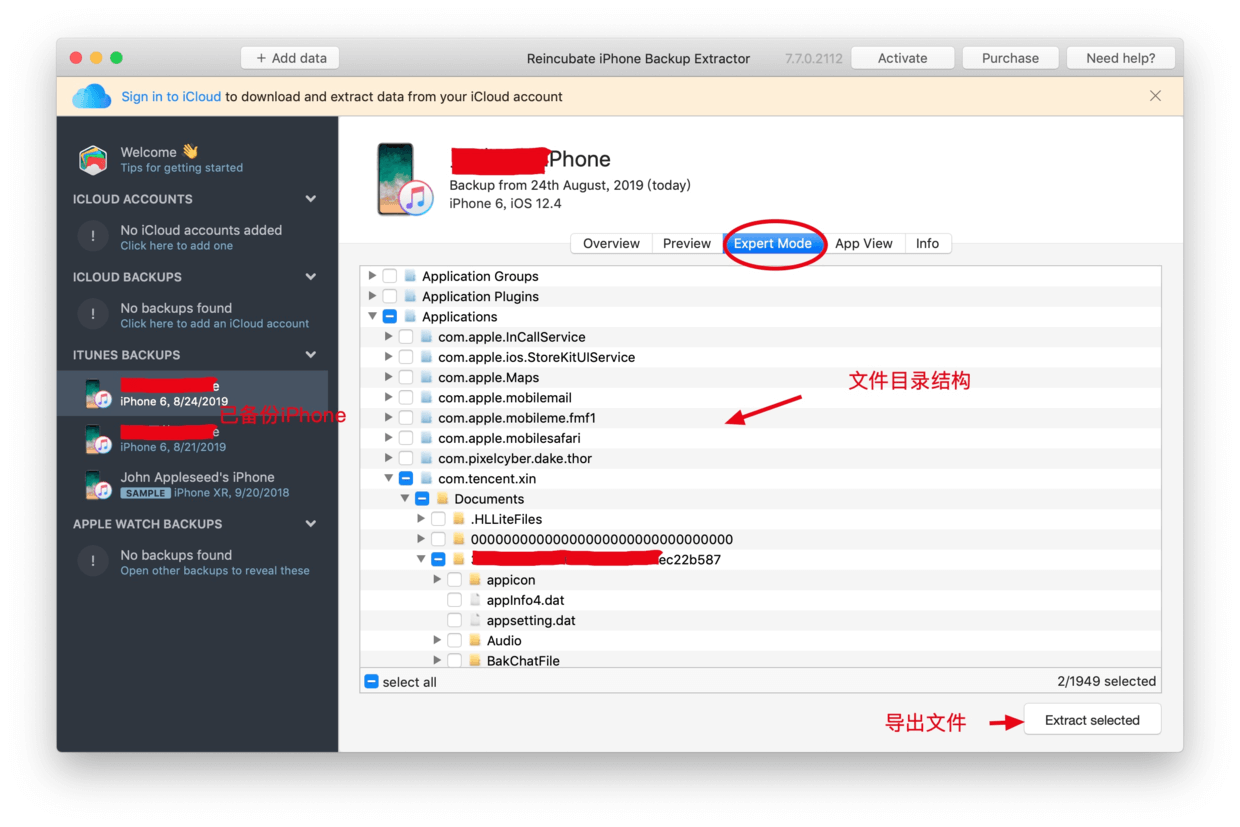 + Add data
Reincubate iPhone Backup Extractor
7.7.0.2112
Activate
Purchase
Need help?
Sign in to iCloud to download and extract data from your iCloud account
Welcome 👋
Tips for getting started
ICLOUD ACCOUNTS
No iCloud accounts added
Click here to add one
ICLOUD BACKUPS
No backups found
Click here to add an iCloud account
ITUNES BACKUPS
e
iPhone 6, 8/24/2019
已备份iPhone
e
iPhone 6, 8/21/2019
John Appleseed's iPhone
SAMPLE iPhone XR, 9/20/2018
APPLE WATCH BACKUPS
No backups found
Open other backups to reveal these
iPhone
Backup from 24th August, 2019 (today)
iPhone 6, iOS 12.4
Overview
Preview
Expert Mode
App View
Info
Application Groups
Application Plugins
Applications
com.apple.InCallService
com.apple.ios.StoreKitUIService
com.apple.Maps
com.apple.mobilemail
com.apple.mobileme.fmf1
com.apple.mobilesafari
com.pixelcyber.dake.thor
com.tencent.xin
Documents
.HLLiteFiles
00000000000000000000000000000000
ec22b587
appicon
appInfo4.dat
appsetting.dat
Audio
BakChatFile
文件目录结构
select all
2/1949 selected
导出文件
Extract selected